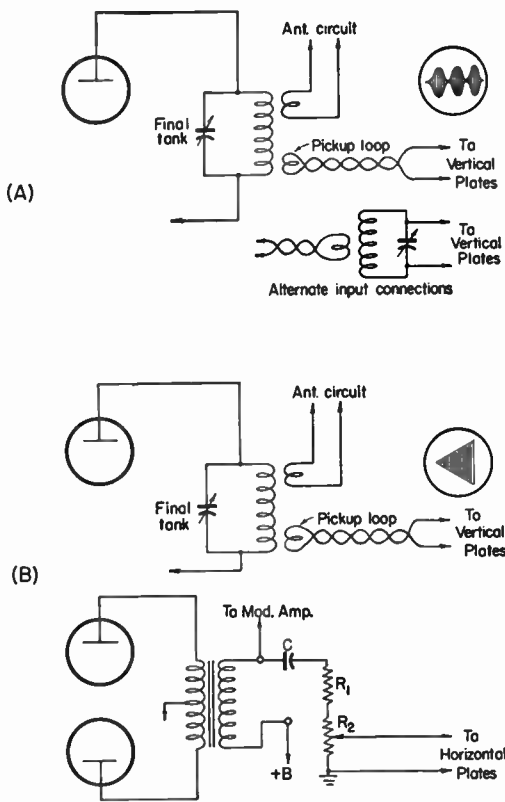 Ant. circuit
Final
tank
Pickup loop
To
Vertical
Plates
(A)
To
Vertical
Plates
Alternate input connections
Ant. circuit
Final
tank
Pickup loop
To
Vertical
Plates
(B)
To Mod. Amp.
C
R1
R2
To
Horizontal
Plates
+B